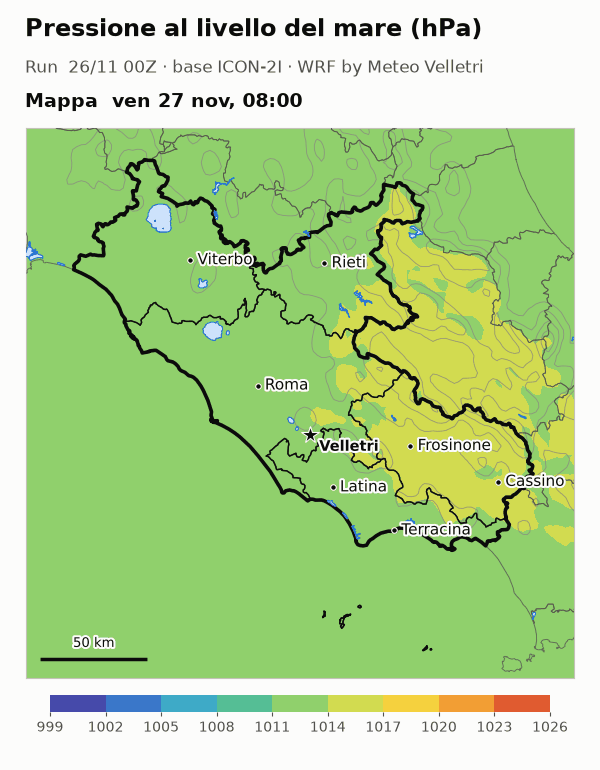 Pressione al livello del mare (hPa)
Run  26/11 00Z · base ICON-2I · WRF by Meteo Velletri
Mappa  ven 27 nov, 08:00
Viterbo
Rieti
Roma
Velletri
Frosinone
Cassino
Latina
Terracina
50 km
999 1002 1005 1008 1011 1014 1017 1020 1023 1026